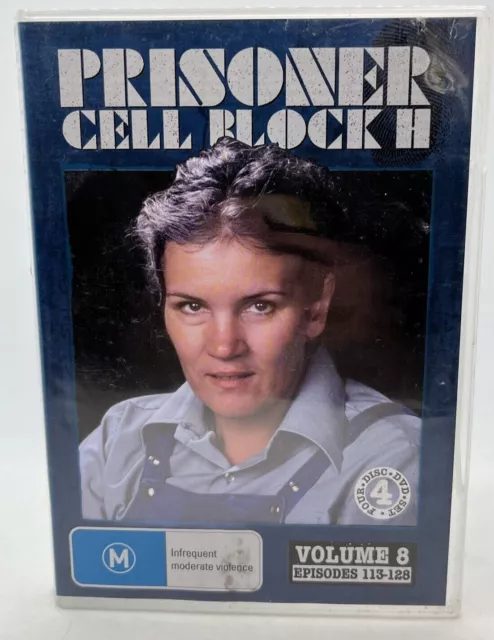 PRISONER
CELL BLOCK H
FOUR · DISC · DVD · SET ·
4
M
Infrequent
moderate violence
VOLUME 8
EPISODES 113-128